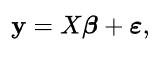 𝐲 = X𝜷 + 𝜺,